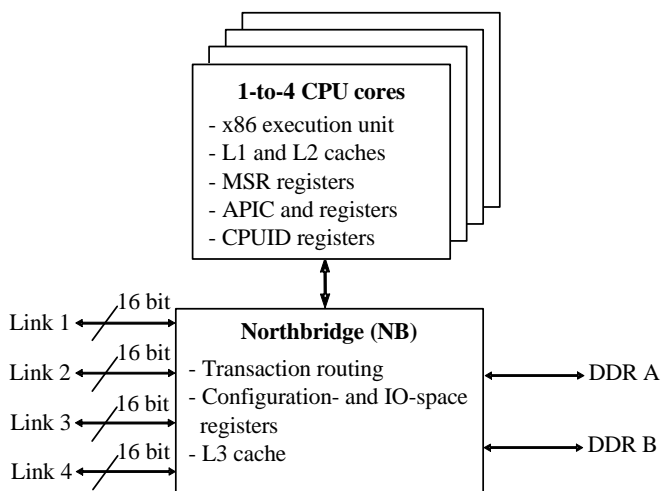 1-to-4 CPU cores
- x86 execution unit
- L1 and L2 caches
- MSR registers
- APIC and registers
- CPUID registers
Link 1
16 bit
Link 2
16 bit
Link 3
16 bit
Link 4
16 bit
Northbridge (NB)
- Transaction routing
- Configuration- and IO-space
registers
- L3 cache
DDR A
DDR B